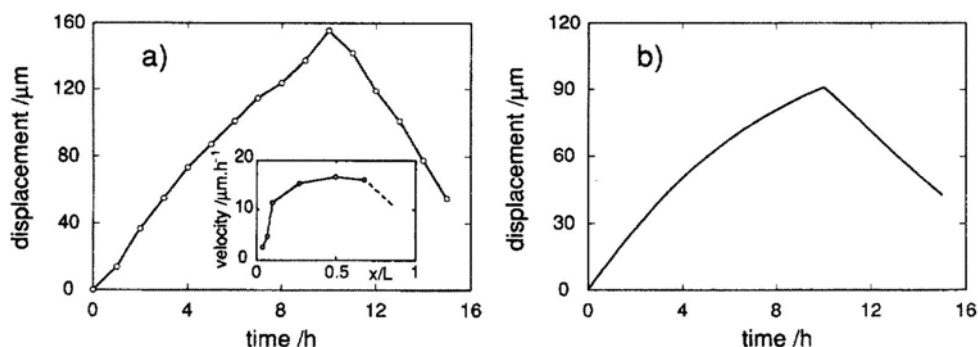 a)
displacement /μm
160
120
80
40
0
0 4 8 12 16
time /h
velocity /μm.h⁻¹
20
10
0
0 0.5 x/L 1
b)
displacement /μm
120
90
60
30
0
0 4 8 12 16
time /h